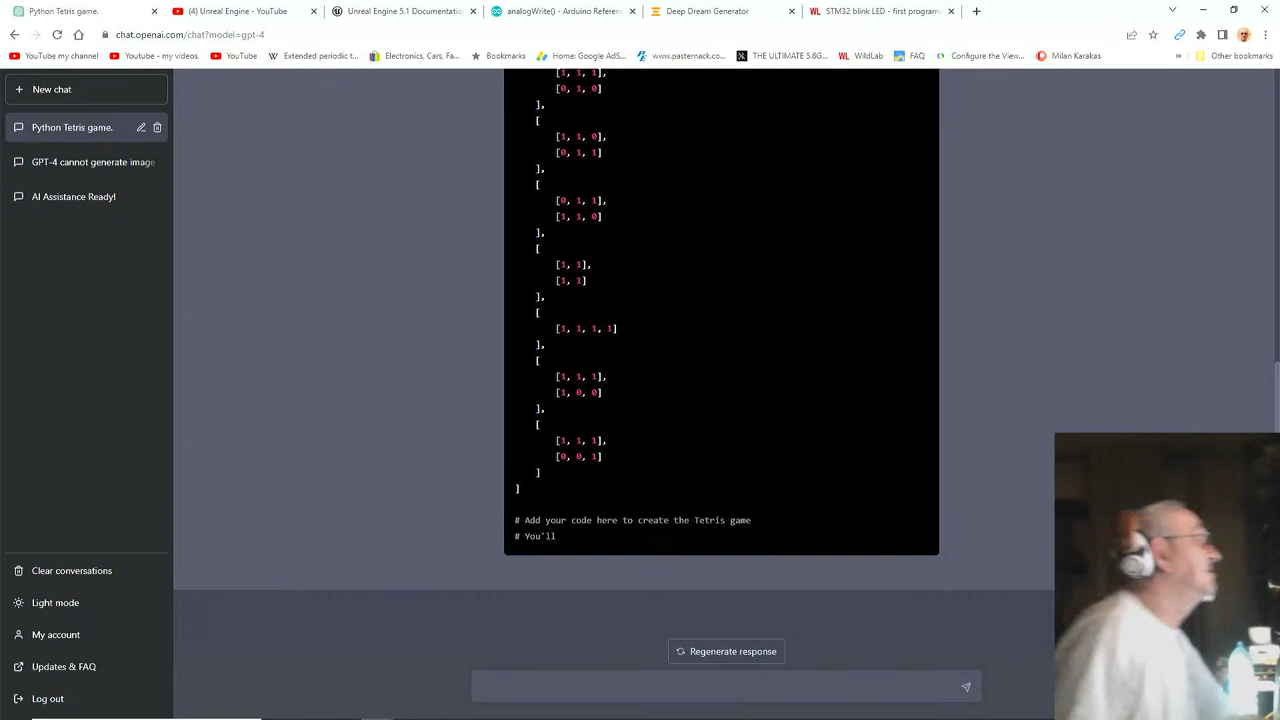 Python Tetris game.
(4) Unreal Engine - YouTube
Unreal Engine 5.1 Documentatio
analogWrite() - Arduino Referen
Deep Dream Generator
WL STM32 blink LED - first program
chat.openai.com/chat?model=gpt-4
YouTube my channel
Youtube - my videos.
W Extended periodic t
Electronics, Cars, Fa...
Bookmarks
Home: Google AdS...
www.pasternack.co...
THE ULTIMATE 5.8G...
WL WildLab
FAQ
Configure the View...
Milan Karakas
»
Other bookmarks
+ New chat
Python Tetris game.
GPT-4 cannot generate image
AI Assistance Ready!
Clear conversations
Light mode
My account
Updates & FAQ
Log out
[1, 1, 1],
[0, 1, 0]
],
[
[1, 1, 0],
[0, 1, 1]
],
[
[0, 1, 1],
[1, 1, 0]
],
[
[1, 1],
[1, 1]
],
[
[1, 1, 1, 1]
],
[
[1, 1, 1],
[1, 0, 0]
],
[
[1, 1, 1],
[0, 0, 1]
]
]
# Add your code here to create the Tetris game
# You'll
Regenerate response